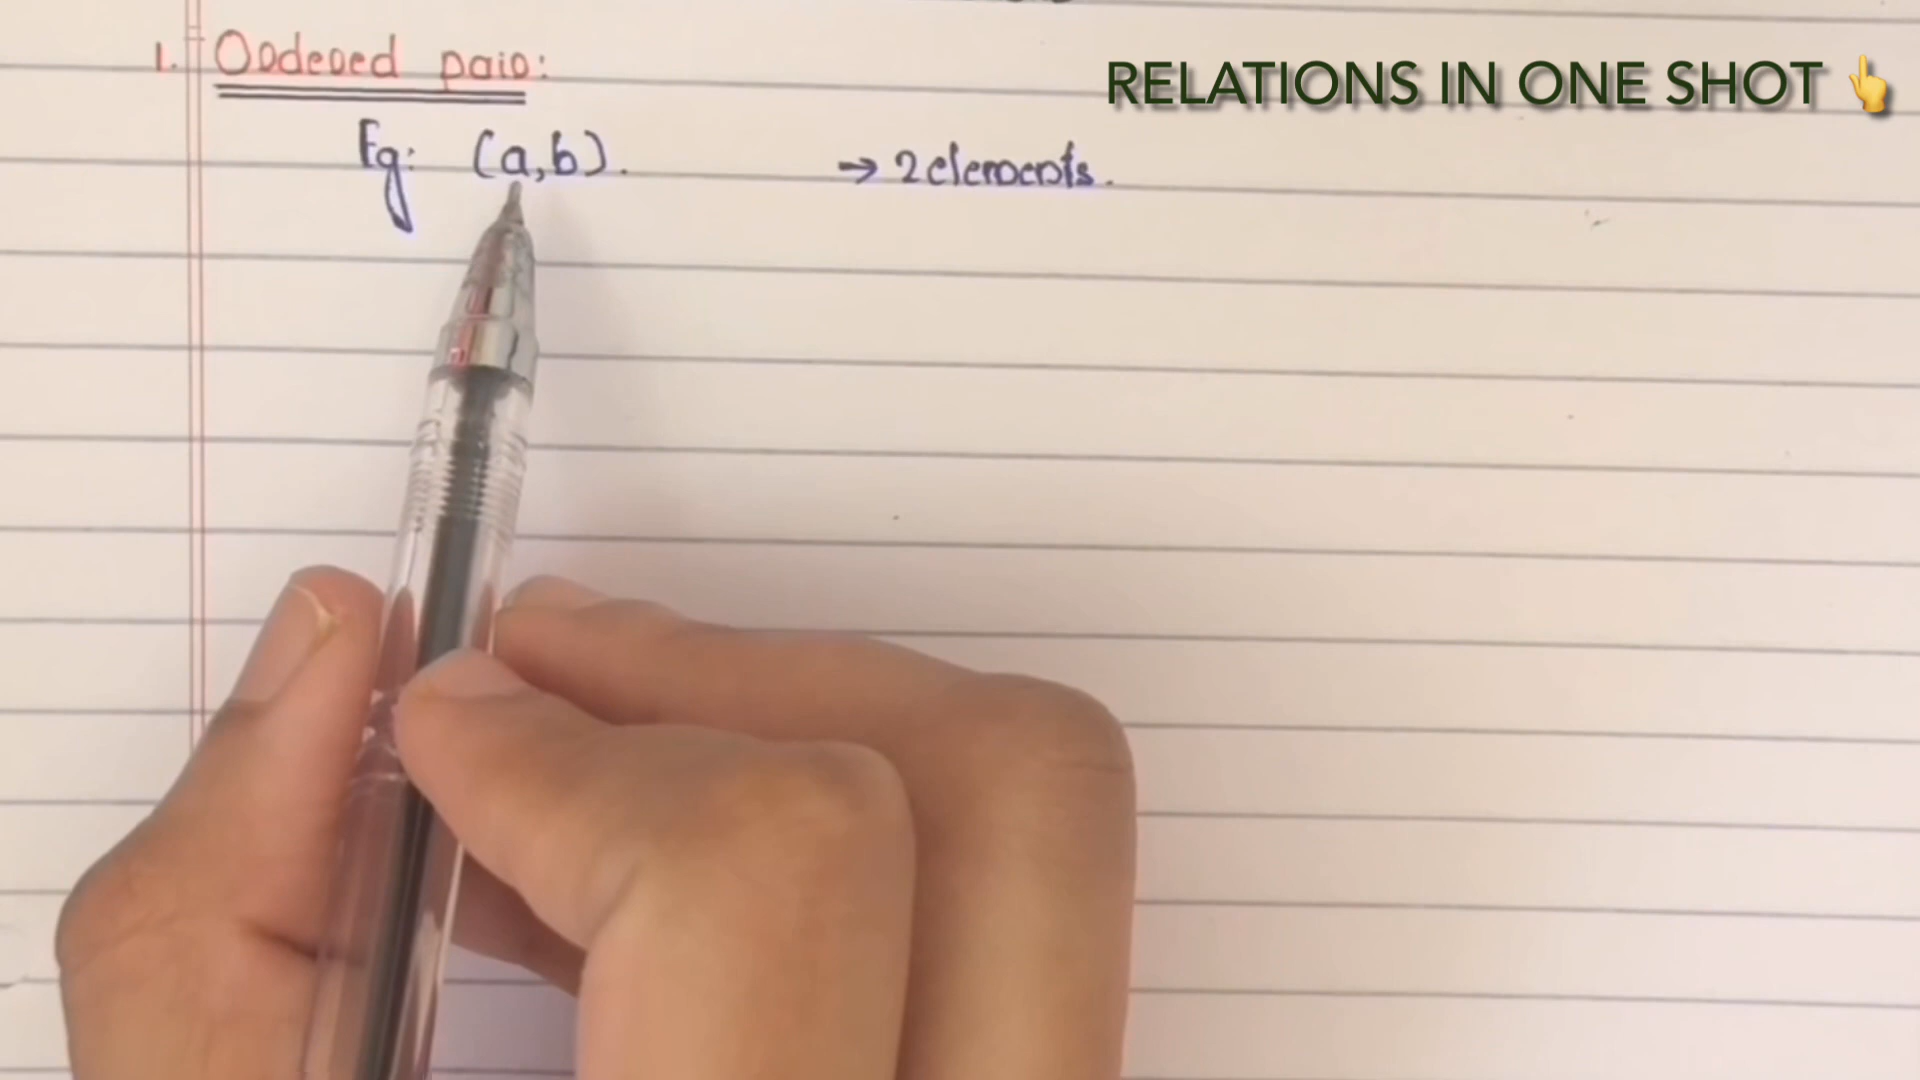 1. Ordered pair:
RELATIONS IN ONE SHOT 👆
Eg: (a,b). → 2 elements.